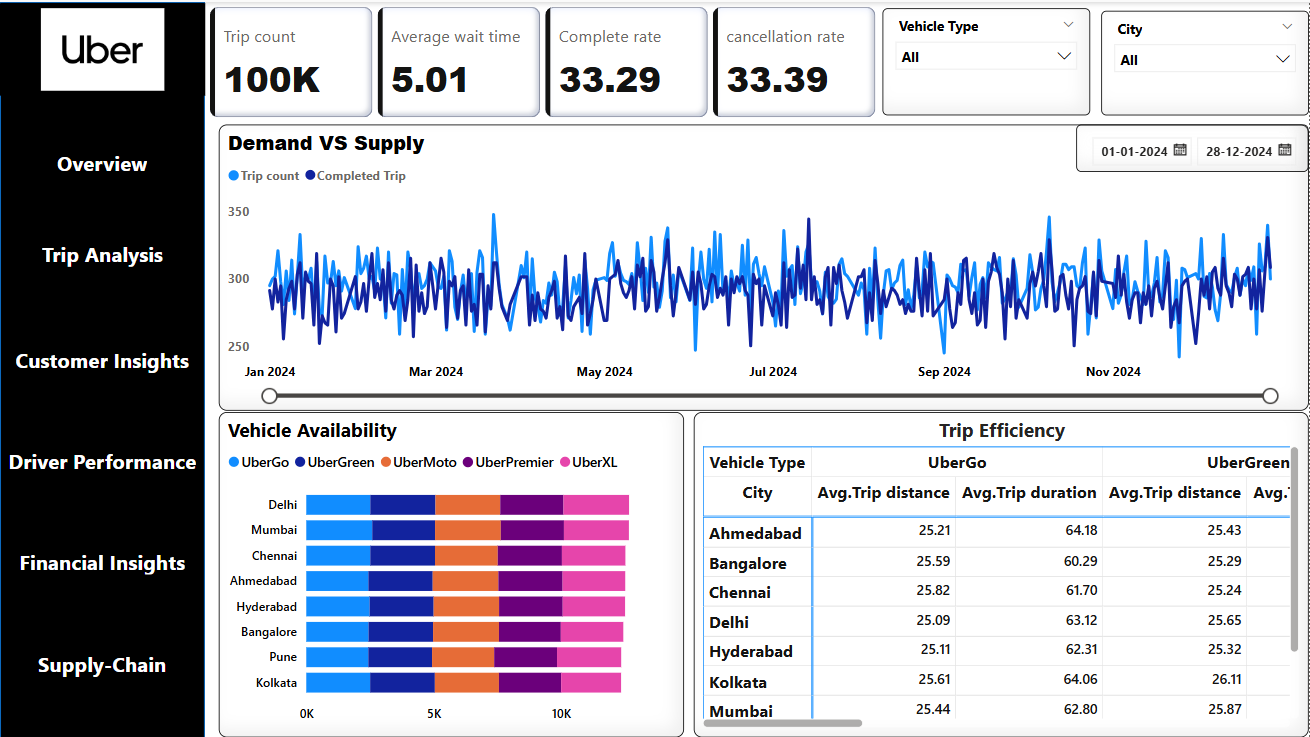 Uber
Overview
Trip Analysis
Customer Insights
Driver Performance
Financial Insights
Supply-Chain
Trip count
100K
Average wait time
5.01
Complete rate
33.29
cancellation rate
33.39
Vehicle Type
All
City
All
Demand VS Supply
01-01-2024 28-12-2024
Trip count Completed Trip
350
300
250
Jan 2024 Mar 2024 May 2024 Jul 2024 Sep 2024 Nov 2024
Vehicle Availability
UberGo UberGreen UberMoto UberPremier UberXL
Delhi
Mumbai
Chennai
Ahmedabad
Hyderabad
Bangalore
Pune
Kolkata
0K 5K 10K
Trip Efficiency
Vehicle Type UberGo UberGreen
City Avg.Trip distance Avg.Trip duration Avg.Trip distance Avg.
Ahmedabad 25.21 64.18 25.43
Bangalore 25.59 60.29 25.29
Chennai 25.82 61.70 25.24
Delhi 25.09 63.12 25.65
Hyderabad 25.11 62.31 25.32
Kolkata 25.61 64.06 26.11
Mumbai 25.44 62.80 25.87